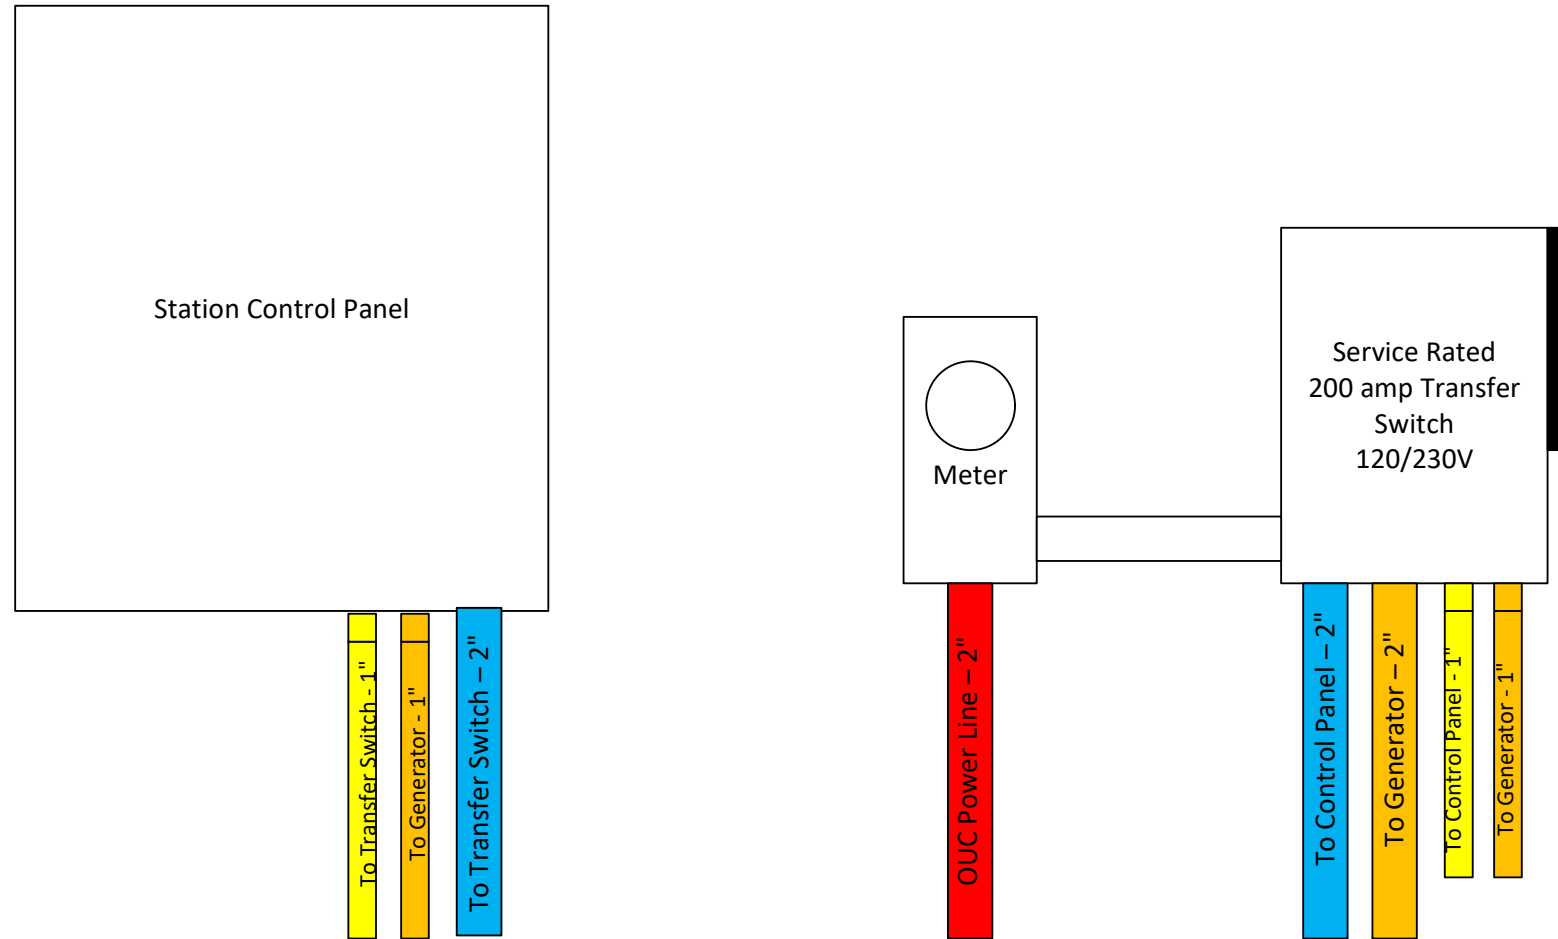 Station Control Panel
To Transfer Switch - 1"
To Generator - 1"
To Transfer Switch – 2"
Meter
OUC Power Line – 2"
Service Rated
200 amp Transfer
Switch
120/230V
To Control Panel – 2"
To Generator – 2"
To Control Panel - 1"
To Generator - 1"